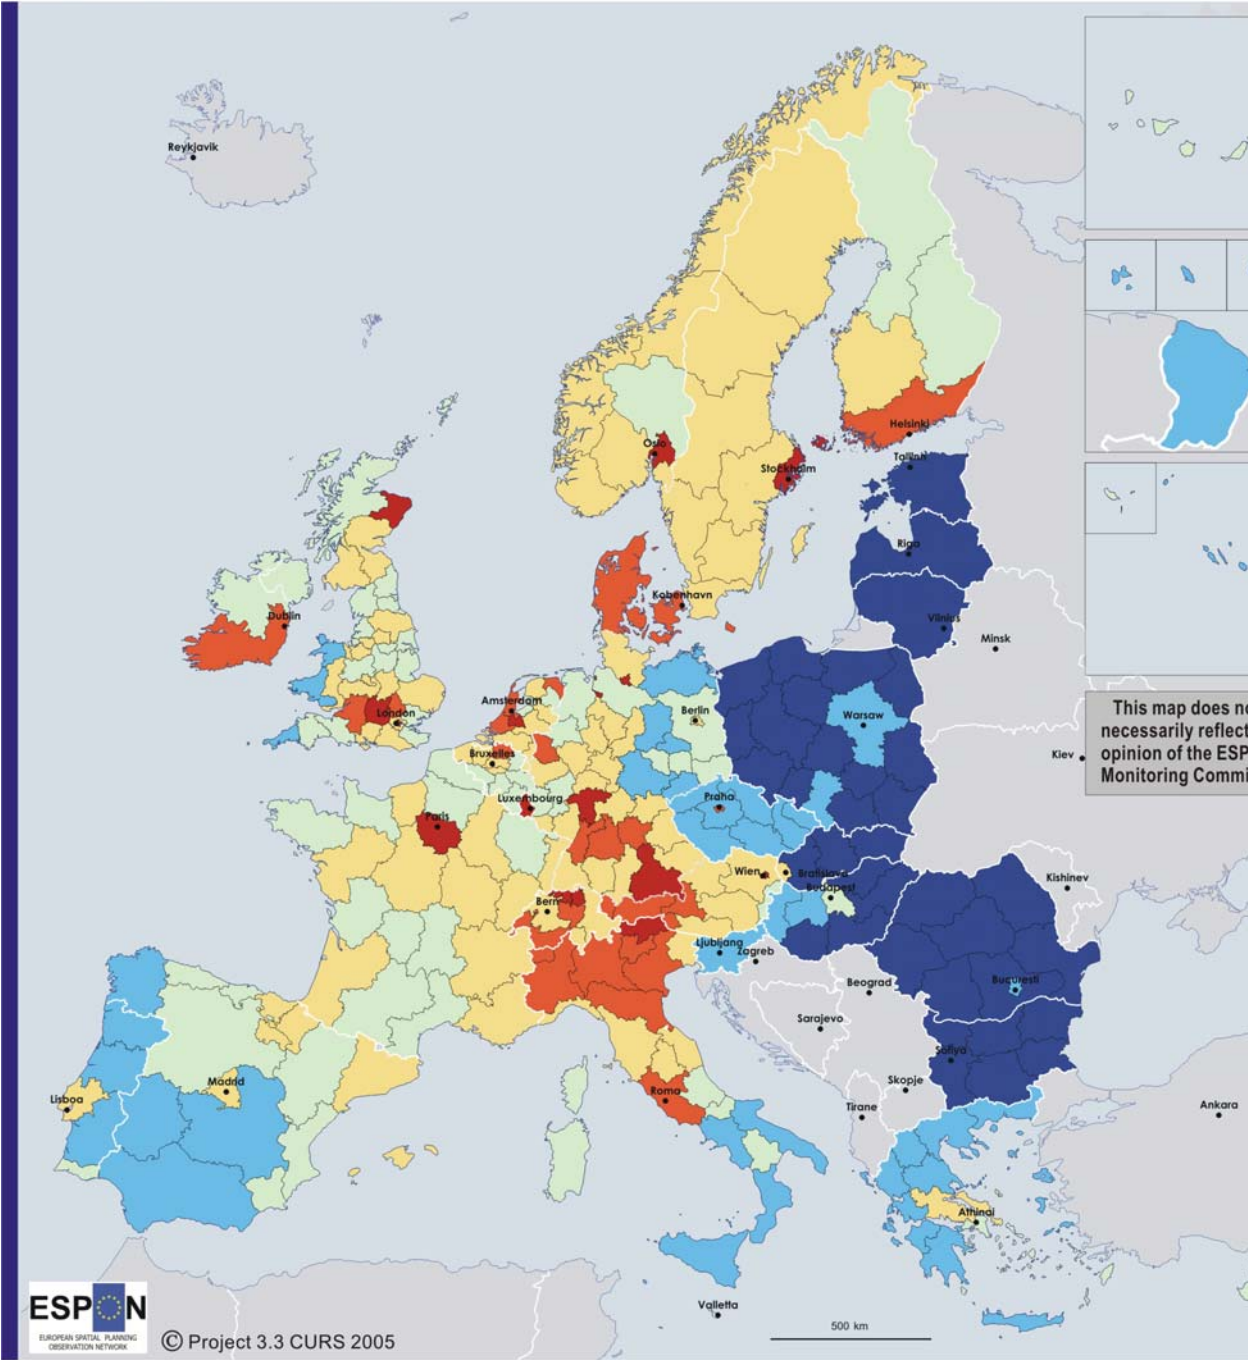 Reykjavik
Oslo
Stockholm
Helsinki
Tallinn
Riga
Vilnius
Minsk
Dublin
København
London
Amsterdam
Berlin
Warsaw
Bruxelles
Kiev
Luxembourg
Praha
Paris
Wien
Bratislava
Kishinev
Budapest
Bern
Ljubljana
Zagreb
Beograd
Bucuresti
Sarajevo
Sofiya
Madrid
Skopje
Roma
Lisboa
Tirane
Ankara
Athinai
Valletta
This map does no
necessarily reflect
opinion of the ESP
Monitoring Commi
ESPON
EUROPEAN SPATIAL PLANNING
OBSERVATION NETWORK
© Project 3.3 CURS 2005
500 km